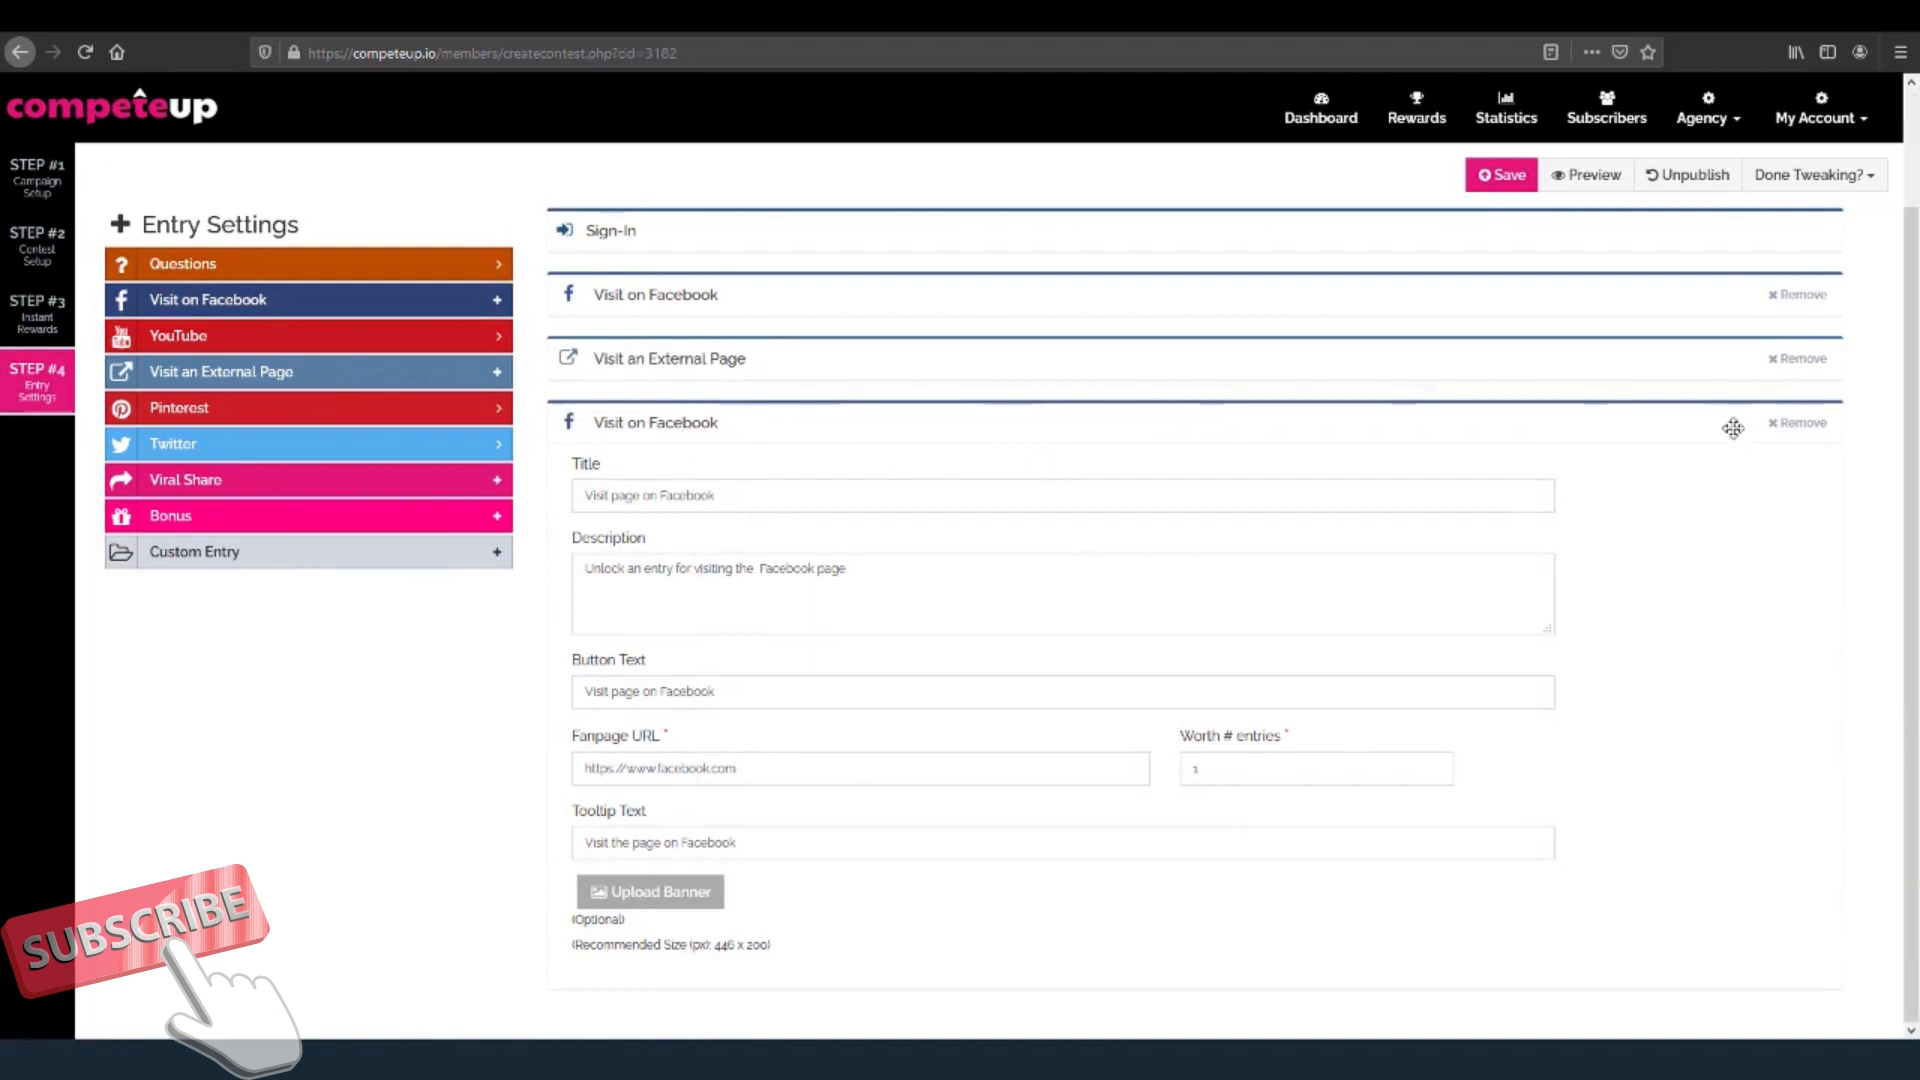 https://competeup.io/members/createcontest.php?cid=3182
competeup
Dashboard
Rewards
Statistics
Subscribers
Agency
My Account
STEP #1
Campaign
Setup
STEP #2
Contest
Setup
STEP #3
Instant
Rewards
STEP #4
Entry
Settings
Save
Preview
Unpublish
Done Tweaking?
Entry Settings
Questions
Visit on Facebook
YouTube
Visit an External Page
Pinterest
Twitter
Viral Share
Bonus
Custom Entry
Sign-In
Visit on Facebook
Remove
Visit an External Page
Remove
Visit on Facebook
Remove
Title
Visit page on Facebook
Description
Unlock an entry for visiting the Facebook page
Button Text
Visit page on Facebook
Fanpage URL *
Worth # entries *
https://www.facebook.com
1
Tooltip Text
Visit the page on Facebook
Upload Banner
(Optional)
(Recommended Size (px): 446 x 200)
SUBSCRIBE